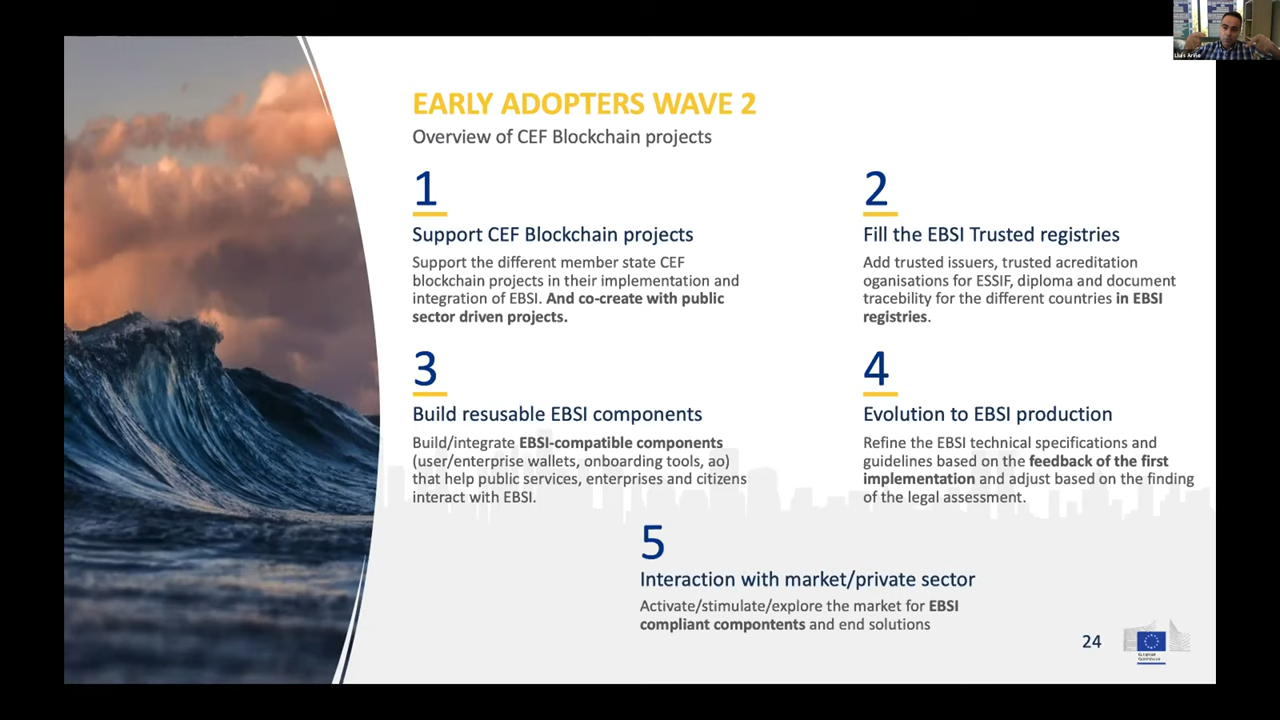 EARLY ADOPTERS WAVE 2
Overview of CEF Blockchain projects
1
Support CEF Blockchain projects
Support the different member state CEF
blockchain projects in their implementation and
integration of EBSI. And co-create with public
sector driven projects.
2
Fill the EBSI Trusted registries
Add trusted issuers, trusted acreditation
oganisations for ESSIF, diploma and document
tracebility for the different countries in EBSI
registries.
3
Build resusable EBSI components
Build/integrate EBSI-compatible components
(user/enterprise wallets, onboarding tools, ao)
that help public services, enterprises and citizens
interact with EBSI.
4
Evolution to EBSI production
Refine the EBSI technical specifications and
guidelines based on the feedback of the first
implementation and adjust based on the finding
of the legal assessment.
5
Interaction with market/private sector
Activate/stimulate/explore the market for EBSI
compliant compontents and end solutions
24